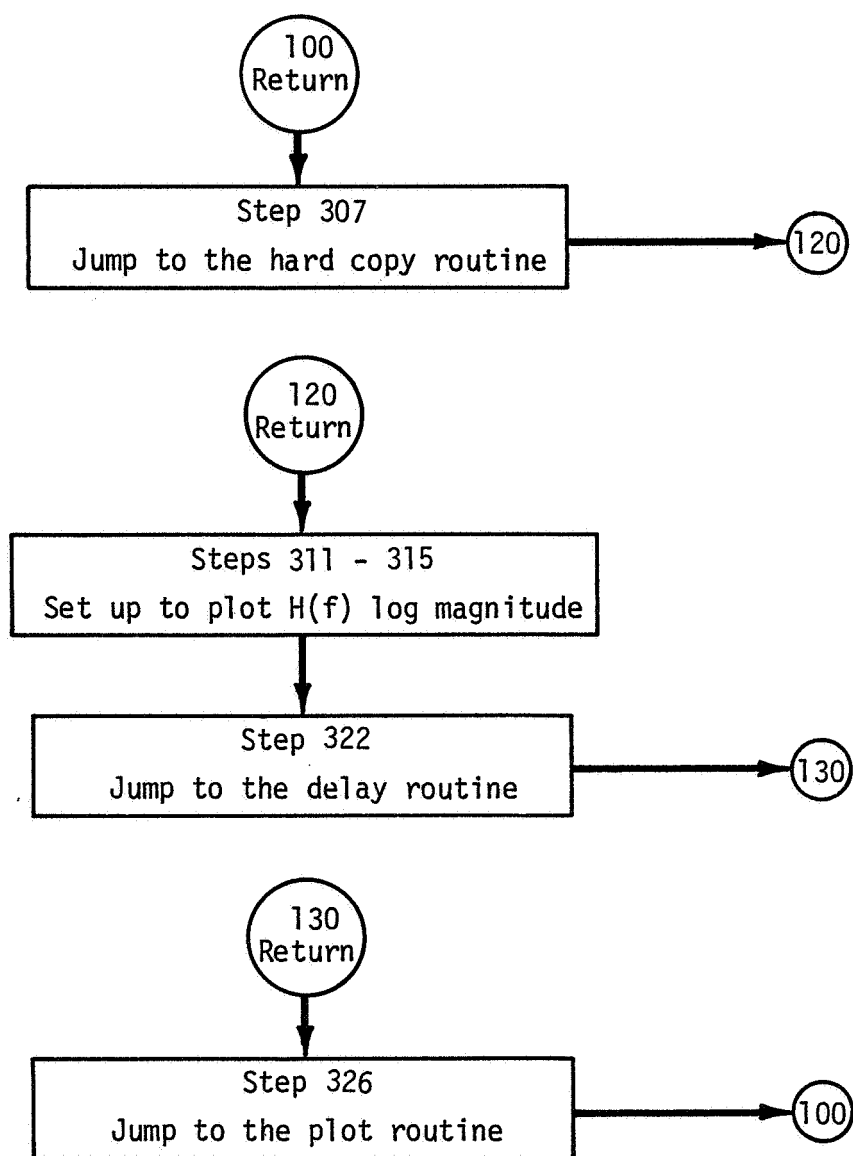 100
Return
Step 307
Jump to the hard copy routine
120
120
Return
Steps 311 - 315
Set up to plot H(f) log magnitude
Step 322
Jump to the delay routine
130
130
Return
Step 326
Jump to the plot routine
100